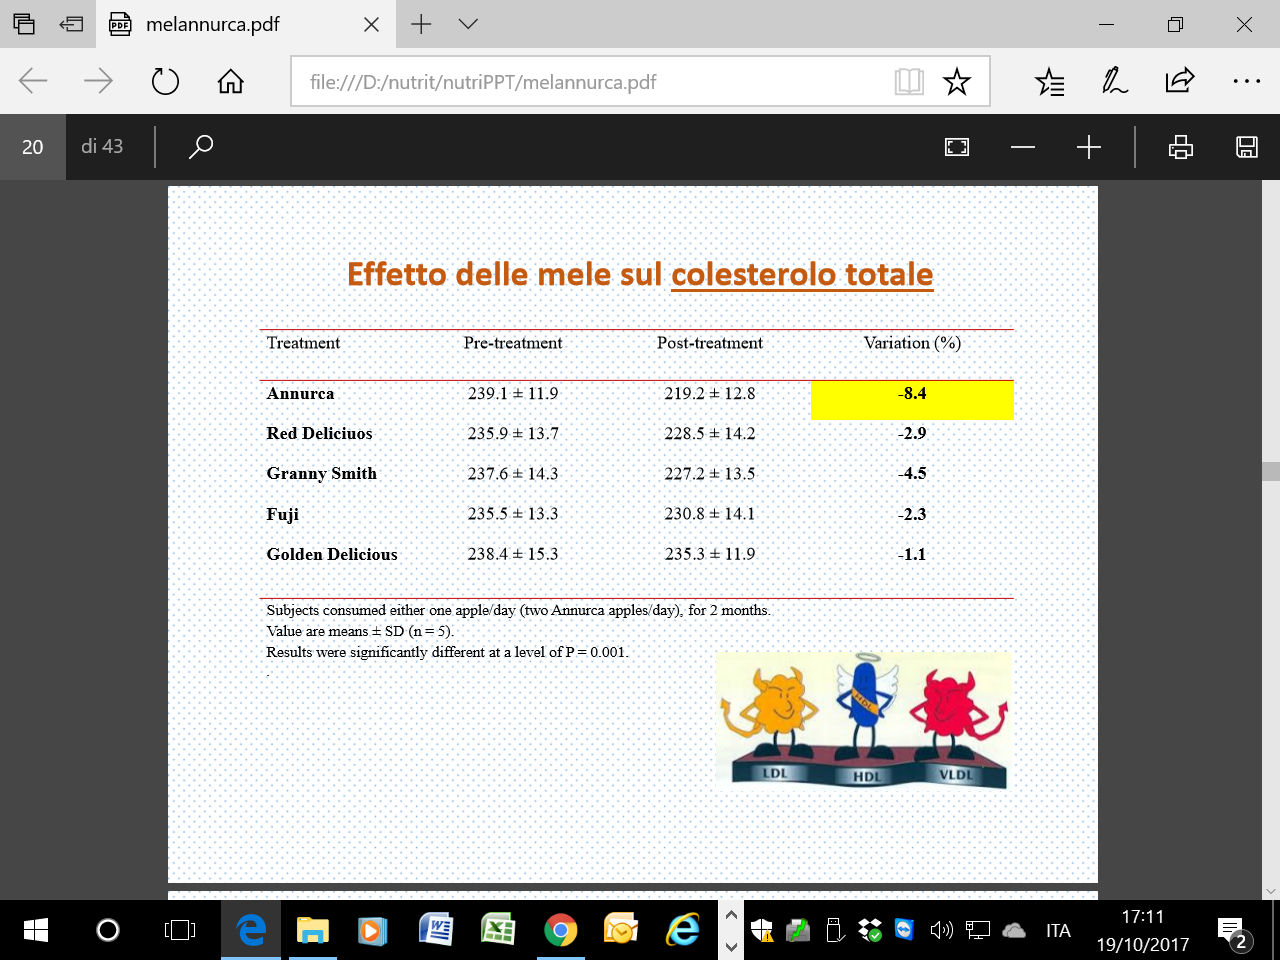 melannurca.pdf
file:///D:/nutrit/nutriPPT/melannurca.pdf
20 di 43
Effetto delle mele sul colesterolo totale
Treatment Pre-treatment Post-treatment Variation (%)
Annurca 239.1 ± 11.9 219.2 ± 12.8 -8.4
Red Deliciuos 235.9 ± 13.7 228.5 ± 14.2 -2.9
Granny Smith 237.6 ± 14.3 227.2 ± 13.5 -4.5
Fuji 235.5 ± 13.3 230.8 ± 14.1 -2.3
Golden Delicious 238.4 ± 15.3 235.3 ± 11.9 -1.1
Subjects consumed either one apple/day (two Annurca apples/day), for 2 months.
Value are means ± SD (n = 5).
Results were significantly different at a level of P = 0.001.
.
HDL
LDL HDL VLDL
17:11
ITA
19/10/2017
2